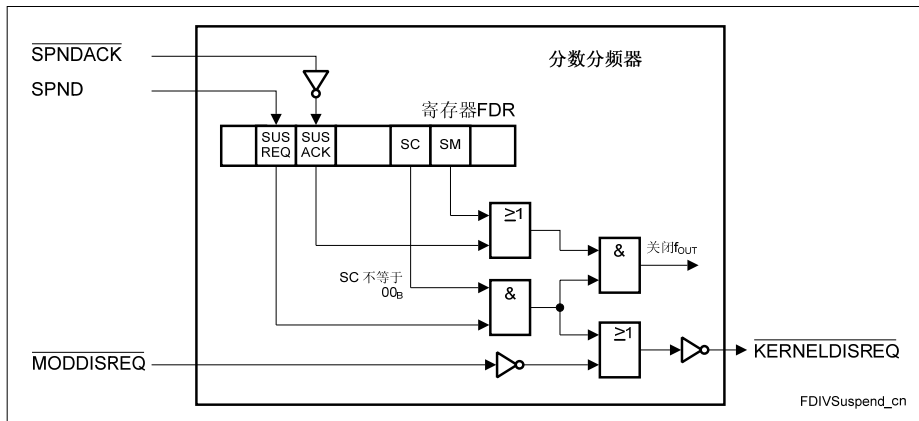 SPNDACK
SPND
分数分频器
寄存器FDR
SUS REQ
SUS ACK
SC
SM
≥1
&
关闭fOUT
SC 不等于
00B
&
≥1
MODDISREQ
KERNELDISREQ
FDIVSuspend_cn